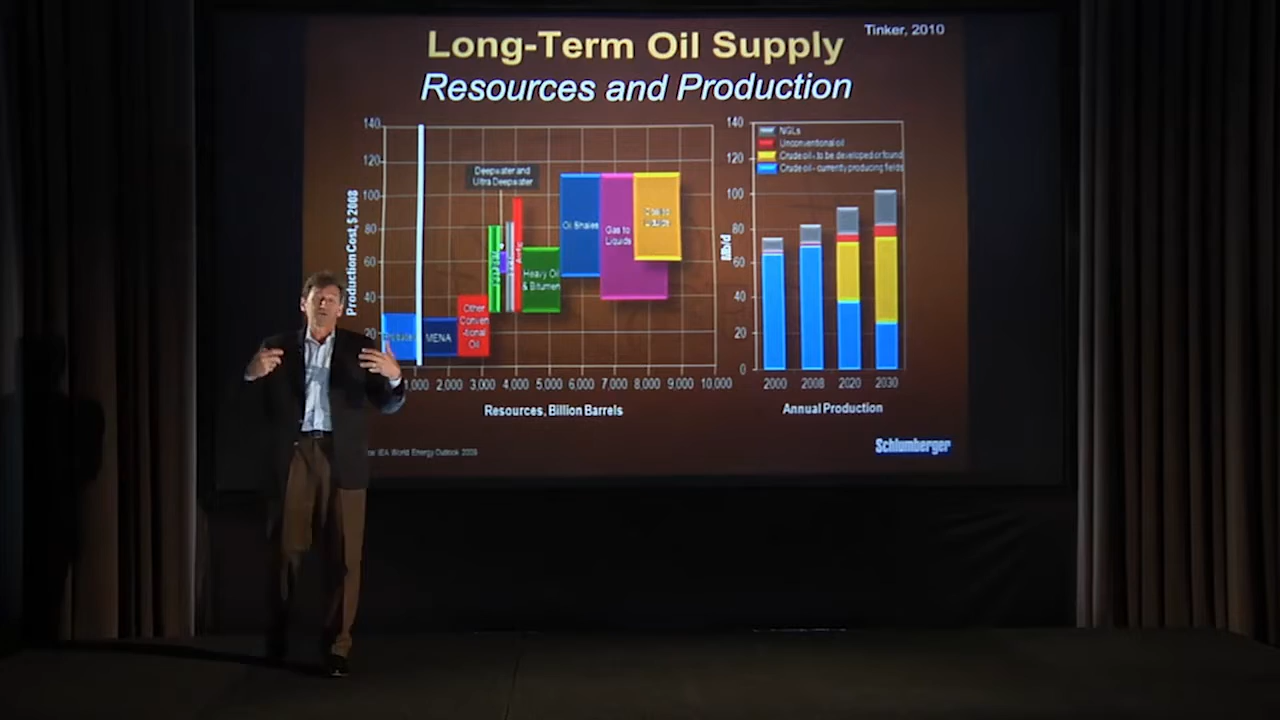 Tinker, 2010
Long-Term Oil Supply
Resources and Production
140
120
100
80
60
40
20
Production Cost, $ 2008
Deepwater and
Ultra Deepwater
MENA
Other
Conven
-tional
Oil
Heavy Oil
& Bitumen
Oil Shales
Gas to
Liquids
Liquids
1,000 2,000 3,000 4,000 5,000 6,000 7,000 8,000 9,000 10,000
Resources, Billion Barrels
IEA World Energy Outlook
140
120
100
80
60
40
20
0
Mb/d
NGLs
Unconventional oil
Crude oil - to be developed or found
Crude oil - currently producing fields
2000 2008 2020 2030
Annual Production
Schlumberger